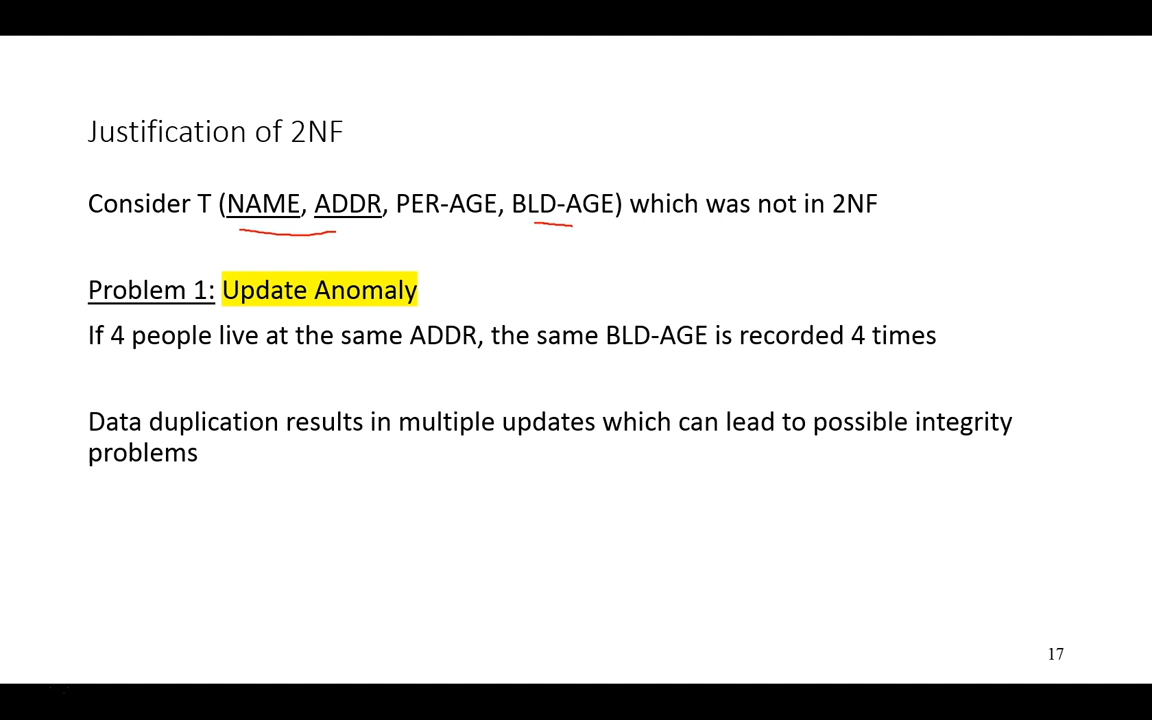 Justification of 2NF
Consider T (NAME, ADDR, PER-AGE, BLD-AGE) which was not in 2NF
Problem 1: Update Anomaly
If 4 people live at the same ADDR, the same BLD-AGE is recorded 4 times
Data duplication results in multiple updates which can lead to possible integrity
problems
17